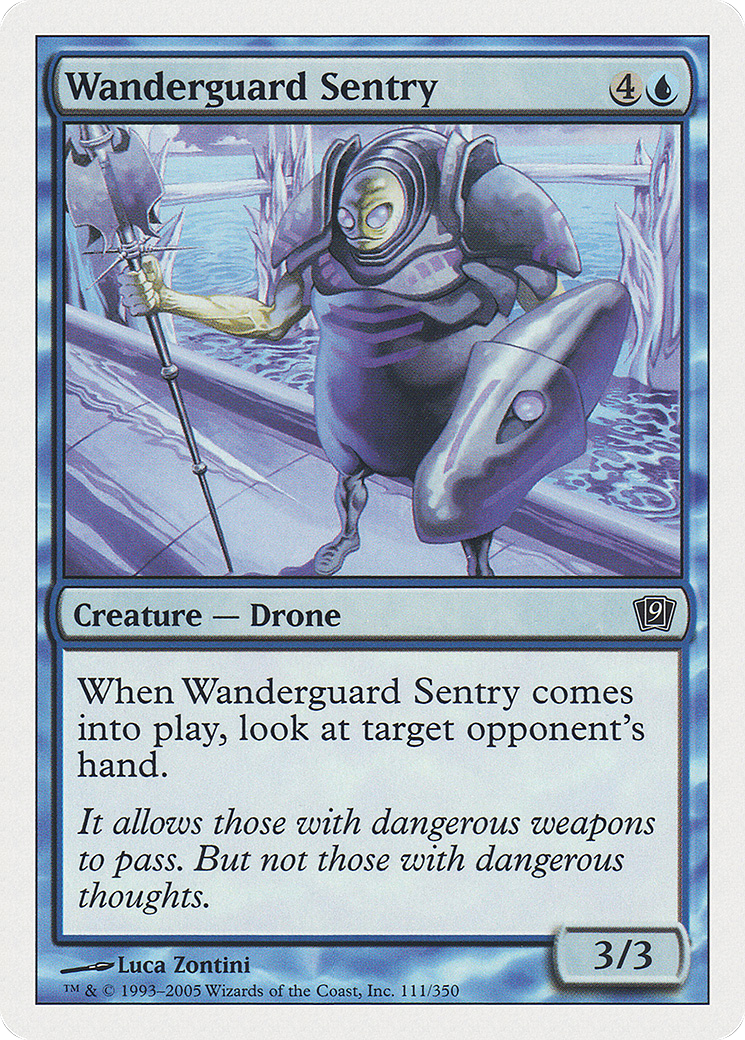 Wanderguard Sentry 4
Creature — Drone 9
When Wanderguard Sentry comes
into play, look at target opponent's
hand.
It allows those with dangerous weapons
to pass. But not those with dangerous
thoughts.
3/3
Luca Zontini
™ & © 1993–2005 Wizards of the Coast, Inc. 111/350